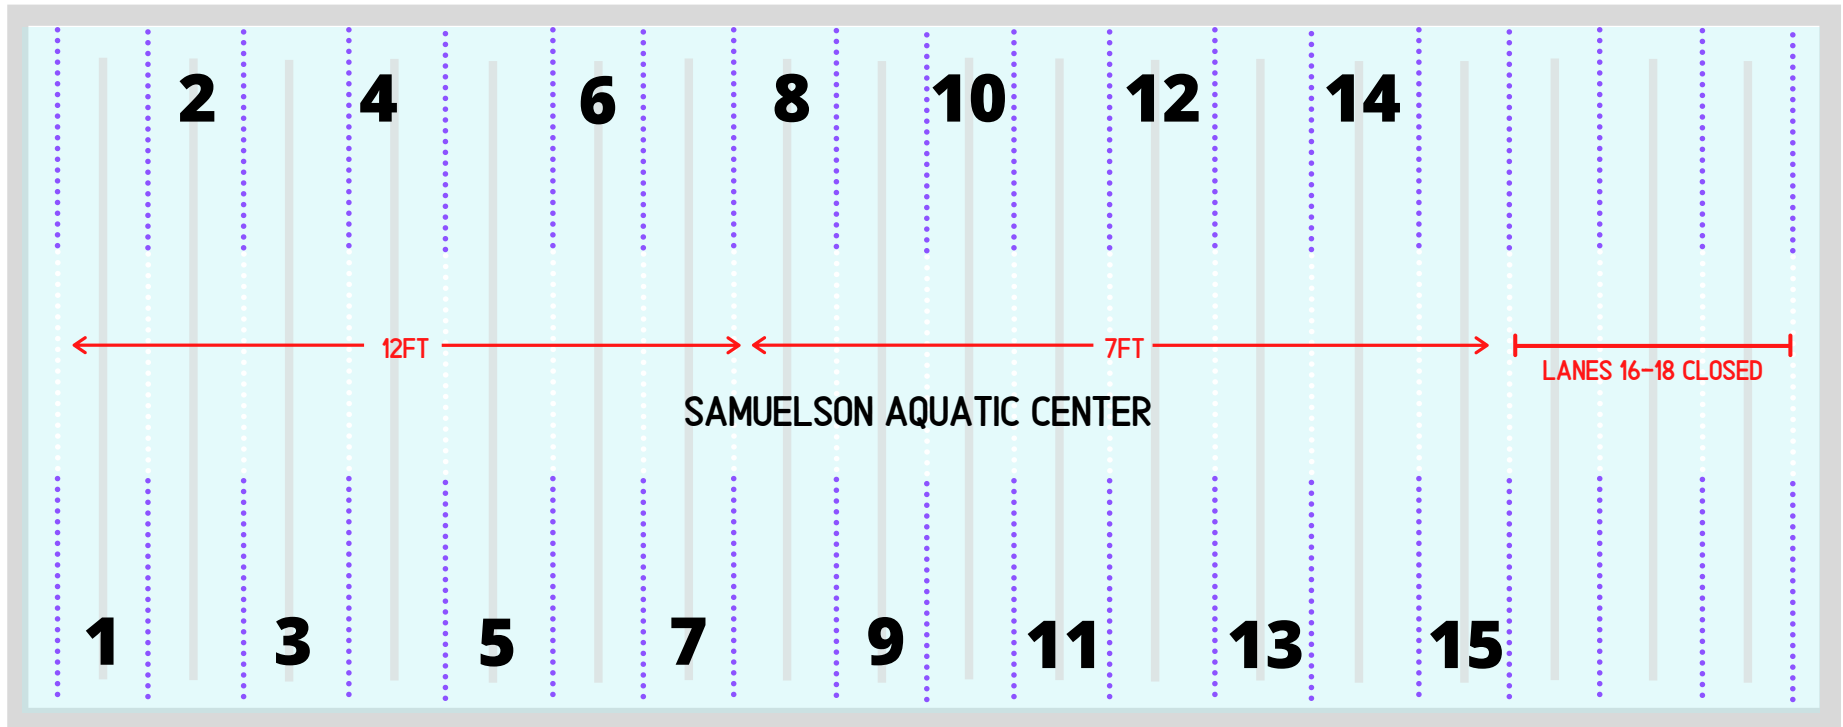 2 4 6 8 10 12 14
12FT 7FT
LANES 16-18 CLOSED
SAMUELSON AQUATIC CENTER
1 3 5 7 9 11 13 15